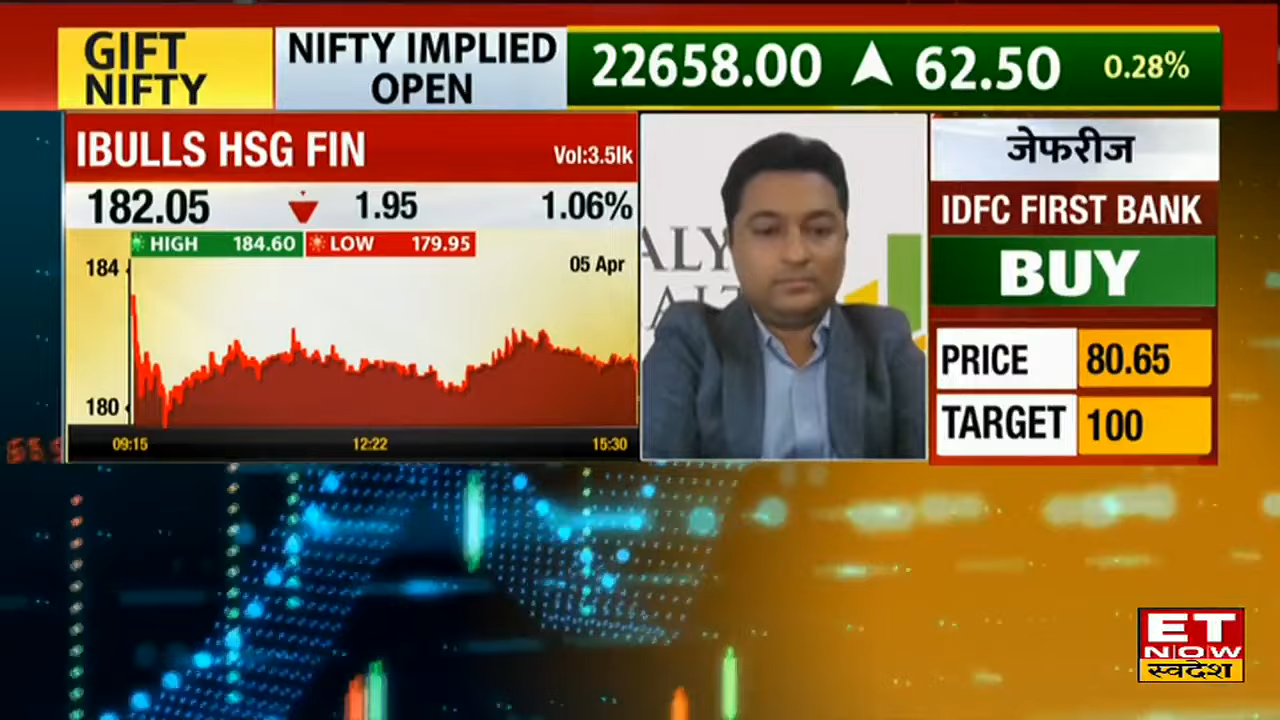 GIFT
NIFTY
NIFTY IMPLIED
OPEN
22658.00 62.50 0.28%
IBULLS HSG FIN Vol:3.5lk
182.05 1.95 1.06%
HIGH 184.60 LOW 179.95
05 Apr
184
180
09:15 12:22 15:30
जेफरीज
IDFC FIRST BANK
BUY
PRICE 80.65
TARGET 100
ET
NOW
स्वदेश